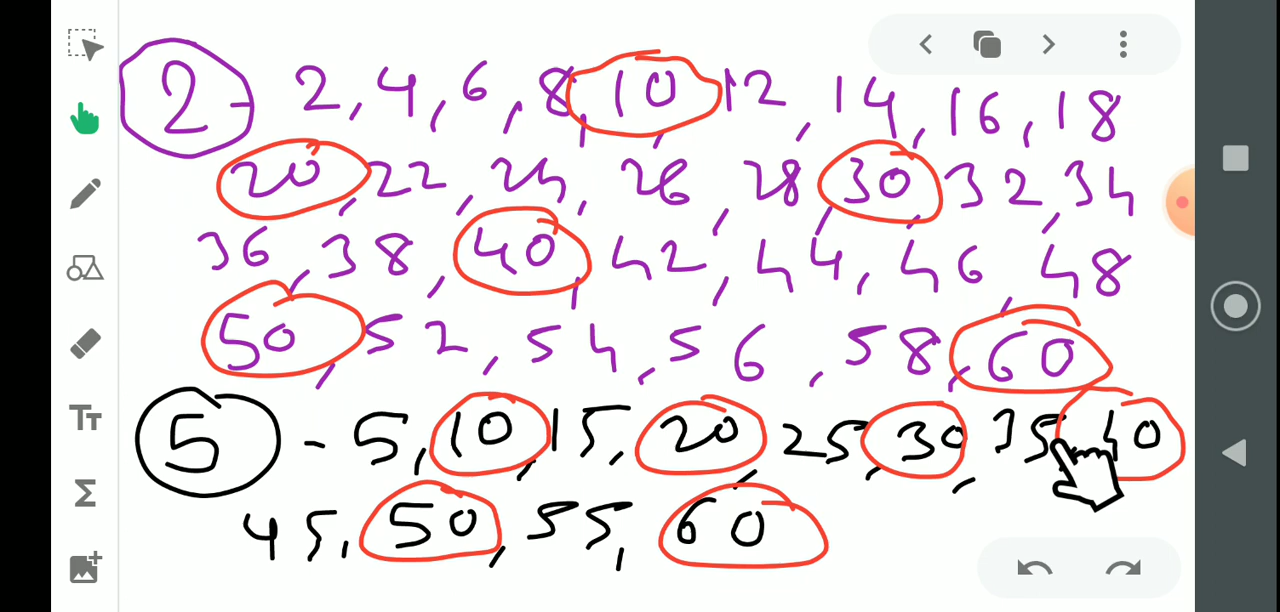 2 - 2, 4, 6, 8, 10, 12, 14, 16, 18
20, 22, 24, 26, 28, 30, 32, 34
36, 38, 40, 42, 44, 46, 48
50, 52, 54, 56, 58, 60
5 - 5, 10, 15, 20, 25, 30, 35, 40
45, 50, 55, 60
Tт
Σ